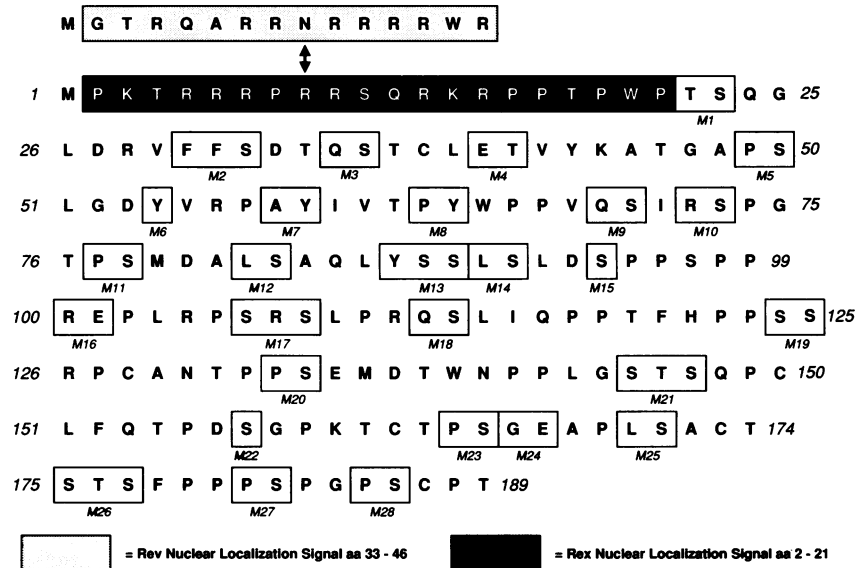 M G T R Q A R R N R R R R W R
1 M P K T R R R P R R S Q R K R P P T P W P T S Q G 25
M1
26 L D R V F F S D T Q S T C L E T V Y K A T G A P S 50
M2 M3 M4 M5
51 L G D Y V R P A Y I V T P Y W P P V Q S I R S P G 75
M6 M7 M8 M9 M10
76 T P S M D A L S A Q L Y S S L S L D S P P S P P 99
M11 M12 M13 M14 M15
100 R E P L R P S R S L P R Q S L I Q P P T F H P P S S 125
M16 M17 M18 M19
126 R P C A N T P P S E M D T W N P P L G S T S Q P C 150
M20 M21
151 L F Q T P D S G P K T C T P S G E A P L S A C T 174
M22 M23 M24 M25
175 S T S F P P P S P G P S C P T 189
M26 M27 M28
= Rev Nuclear Localization Signal aa 33 - 46 = Rex Nuclear Localization Signal aa 2 - 21